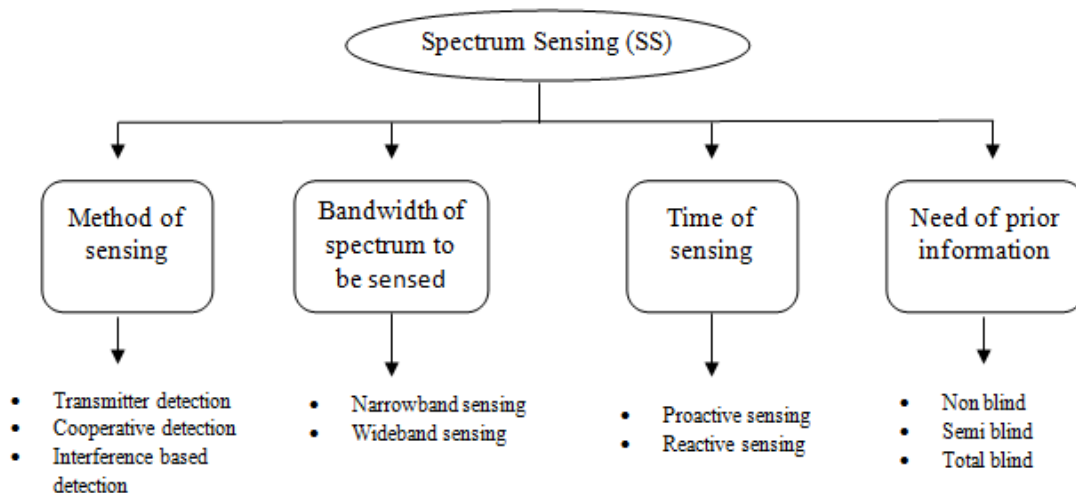 Spectrum Sensing (SS)
Method of
sensing
Bandwidth of
spectrum to
be sensed
Time of
sensing
Need of prior
information
• Transmitter detection
• Cooperative detection
• Interference based
detection
• Narrowband sensing
• Wideband sensing
• Proactive sensing
• Reactive sensing
• Non blind
• Semi blind
• Total blind